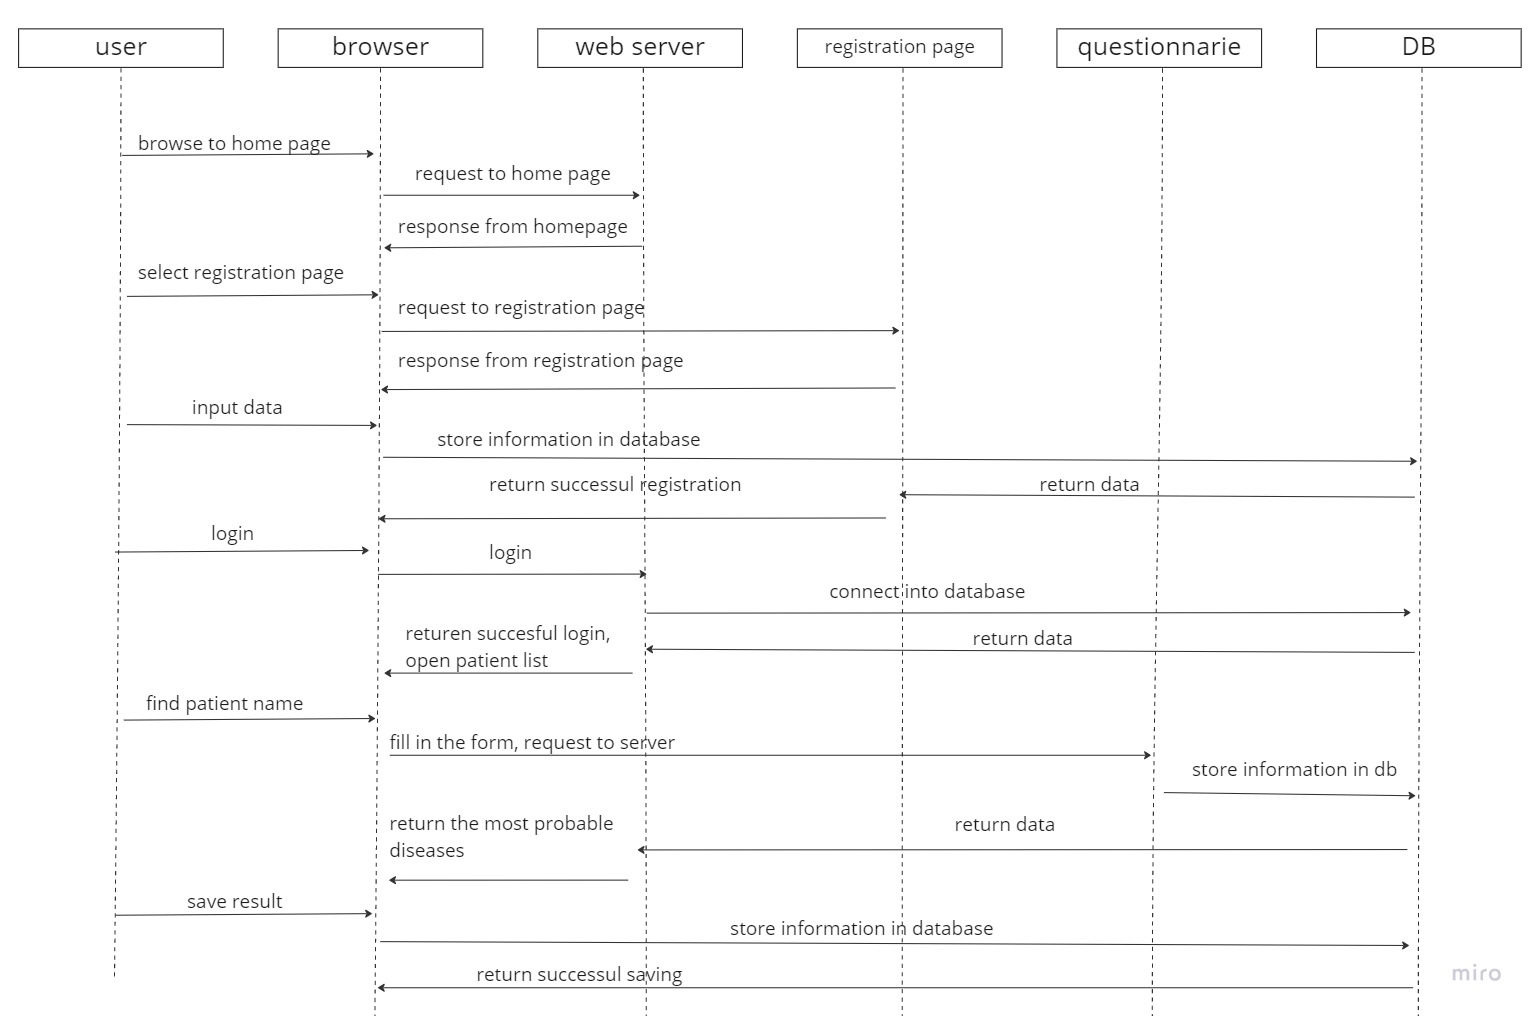 user
browser
web server
registration page
questionnarie
DB
browse to home page
request to home page
response from homepage
select registration page
request to registration page
response from registration page
input data
store information in database
return successul registration
return data
login
login
connect into database
returen succesful login,
open patient list
return data
find patient name
fill in the form, request to server
store information in db
return the most probable
diseases
return data
save result
store information in database
return successul saving
miro